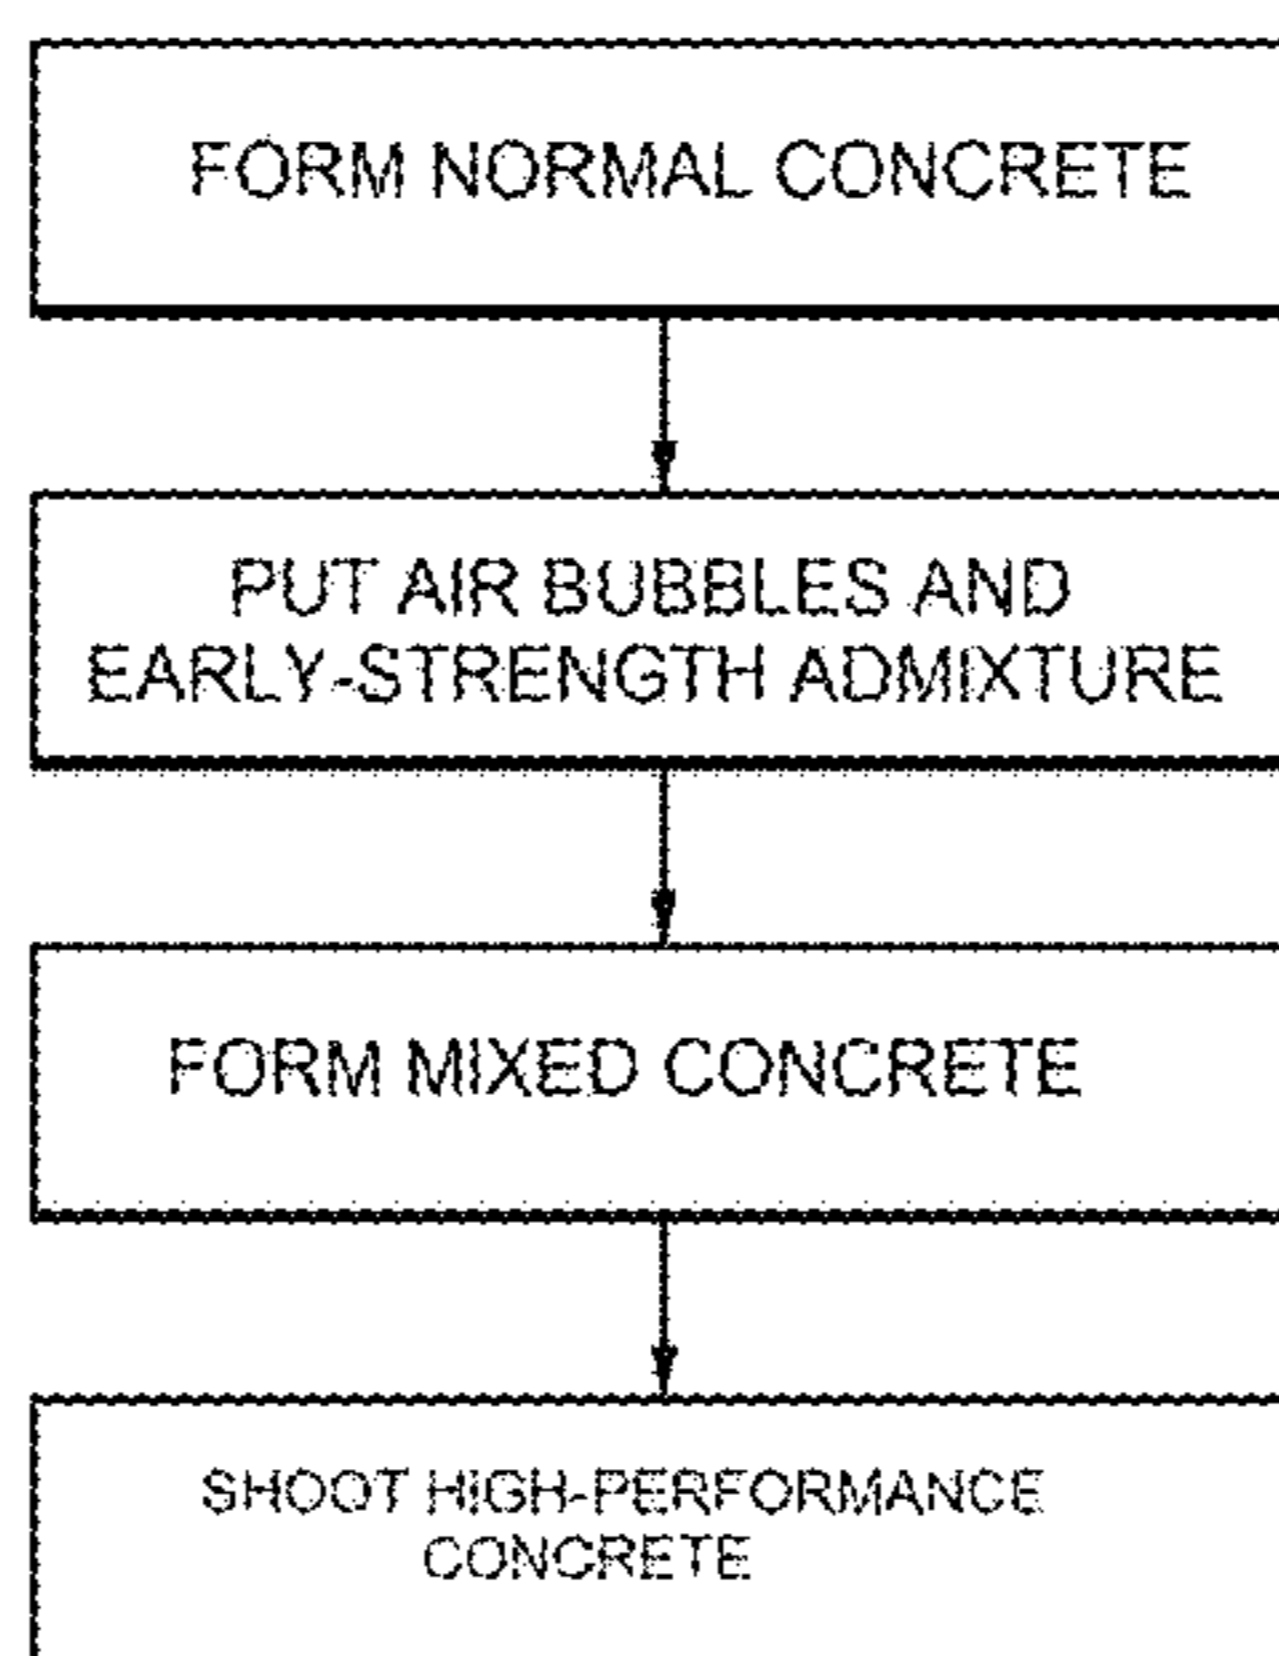 FORM NORMAL CONCRETE
PUT AIR BUBBLES AND
EARLY-STRENGTH ADMIXTURE
FORM MIXED CONCRETE
SHOOT HIGH-PERFORMANCE
CONCRETE